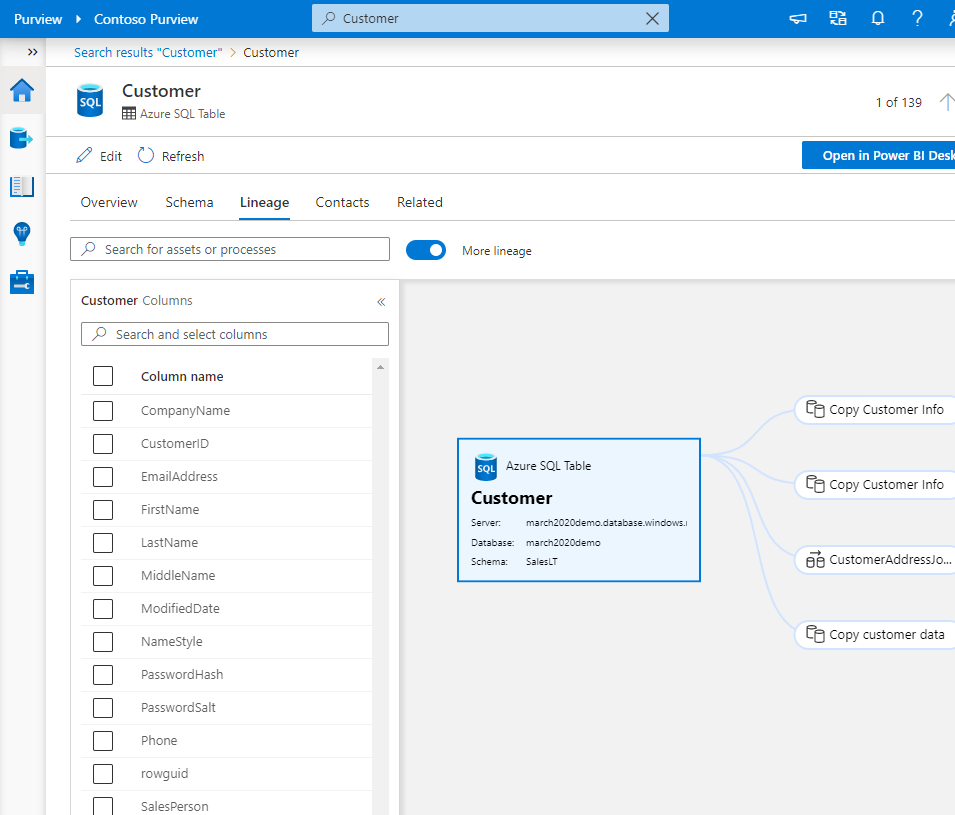 Purview Contoso Purview Customer
Search results "Customer" > Customer
SQL
Customer
Azure SQL Table
1 of 139
Edit Refresh
Open in Power BI Desk
Overview Schema Lineage Contacts Related
Search for assets or processes
More lineage
Customer Columns
Search and select columns
Column name
CompanyName
CustomerID
EmailAddress
FirstName
LastName
MiddleName
ModifiedDate
NameStyle
PasswordHash
PasswordSalt
Phone
rowguid
SalesPerson
SQL
Azure SQL Table
Customer
Server: march2020demo.database.windows.
Database: march2020demo
Schema: SalesLT
Copy Customer Info
Copy Customer Info
CustomerAddressJo...
Copy customer data